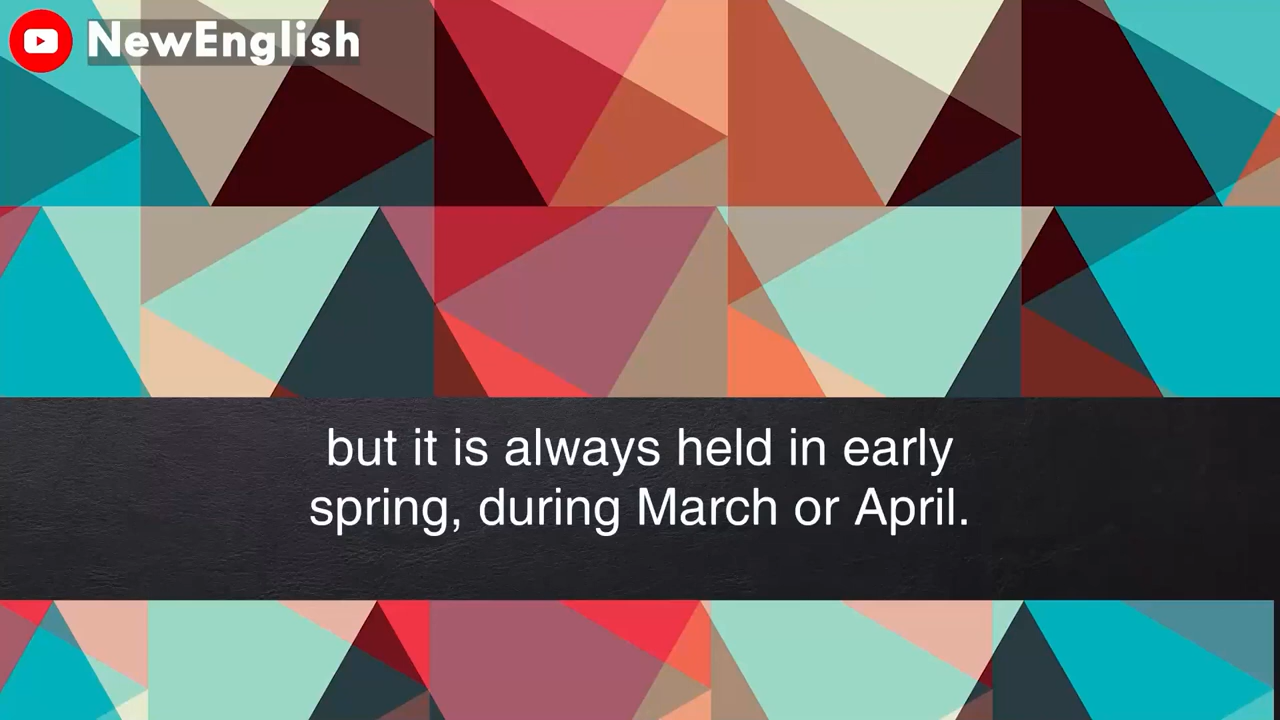 NewEnglish
but it is always held in early
spring, during March or April.